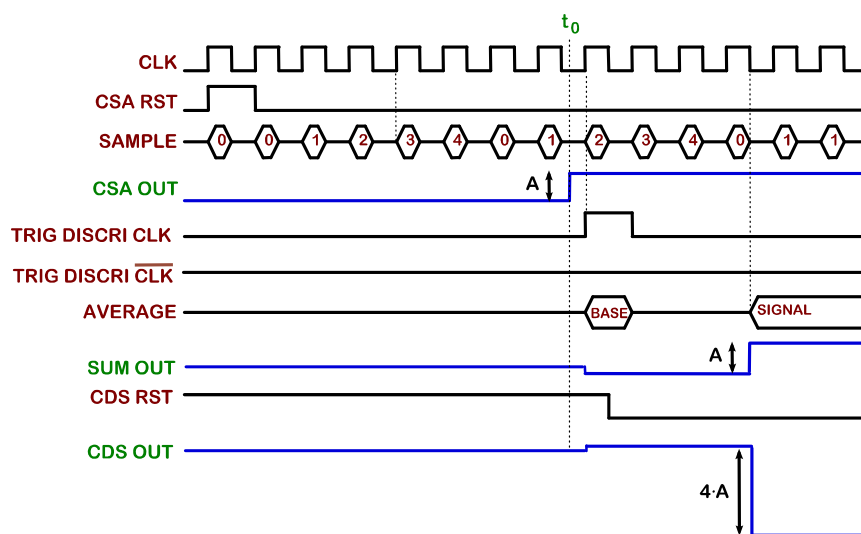 t0
CLK
CSA RST
SAMPLE 0 0 1 2 3 4 0 1 2 3 4 0 1 1
CSA OUT A
TRIG DISCRI CLK
TRIG DISCRI C̅L̅K̅
AVERAGE BASE SIGNAL
SUM OUT A
CDS RST
CDS OUT
4·A